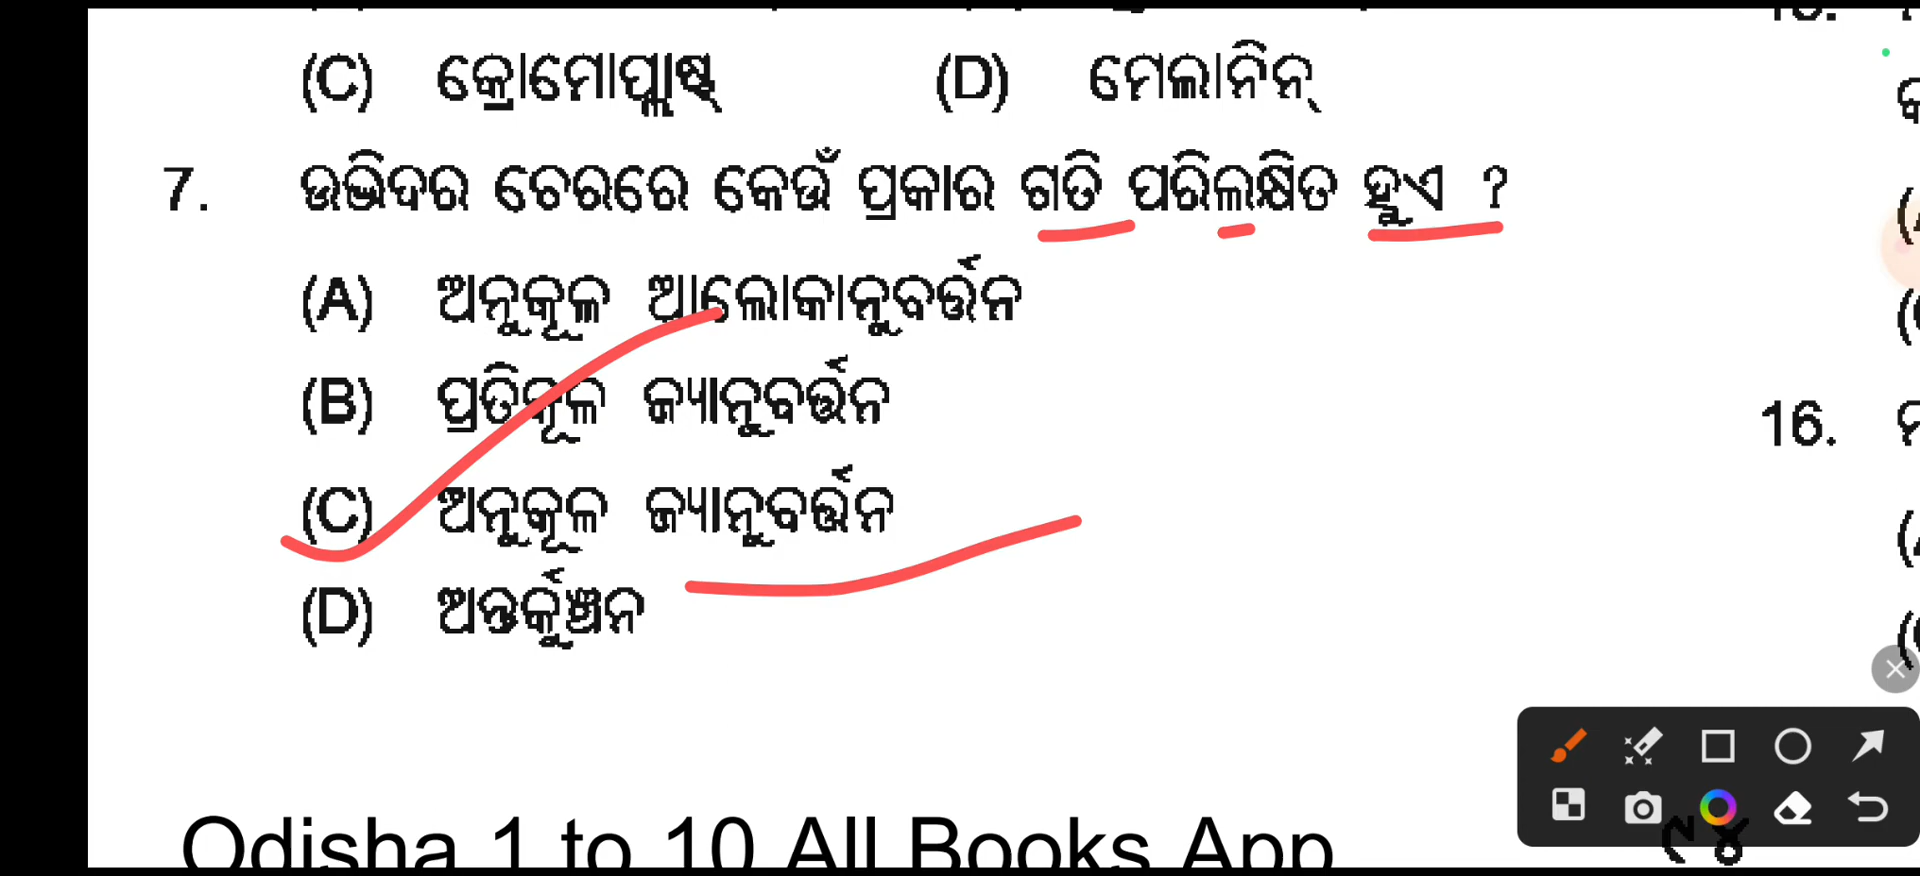 (C) କ୍ରୋମୋପ୍ଲାଷ୍ଟ୍ (D) ମେଲାନିନ୍
7. ଉଦ୍ଭିଦର ଚେରରେ କେଉଁ ପ୍ରକାର ଗତି ପରିଲକ୍ଷିତ ହୁଏ ?
(A) ଅନୁକୂଳ ଆଲୋକାନୁବର୍ତ୍ତନ
(B) ପ୍ରତିକୂଳ ଜ୍ୟାନୁବର୍ତ୍ତନ
(C) ଅନୁକୂଳ ଜ୍ୟାନୁବର୍ତ୍ତନ
(D) ଅନ୍ତର୍କୁଞ୍ଚନ
16.
Odisha 1 to 10 All Books App